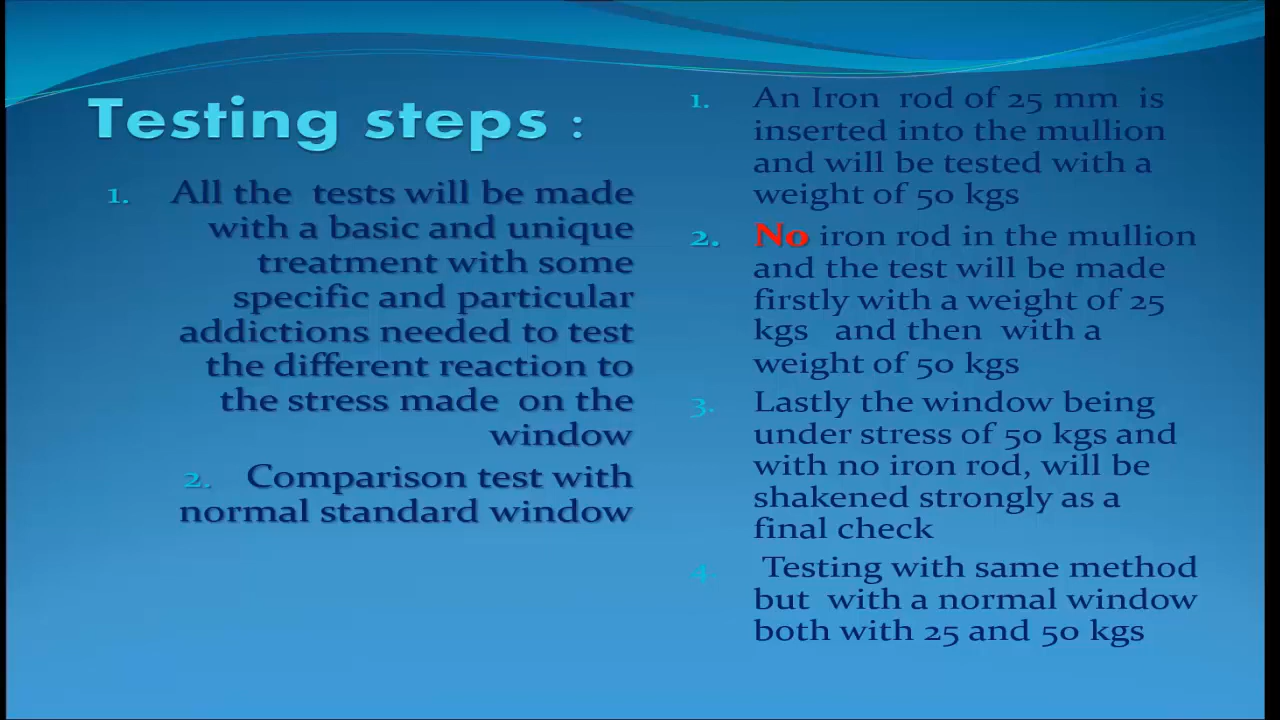 Testing steps :
1. All the tests will be made
with a basic and unique
treatment with some
specific and particular
addictions needed to test
the different reaction to
the stress made on the
window
2. Comparison test with
normal standard window
1. An Iron rod of 25 mm is
inserted into the mullion
and will be tested with a
weight of 50 kgs
2. No iron rod in the mullion
and the test will be made
firstly with a weight of 25
kgs and then with a
weight of 50 kgs
3. Lastly the window being
under stress of 50 kgs and
with no iron rod, will be
shakened strongly as a
final check
4. Testing with same method
but with a normal window
both with 25 and 50 kgs